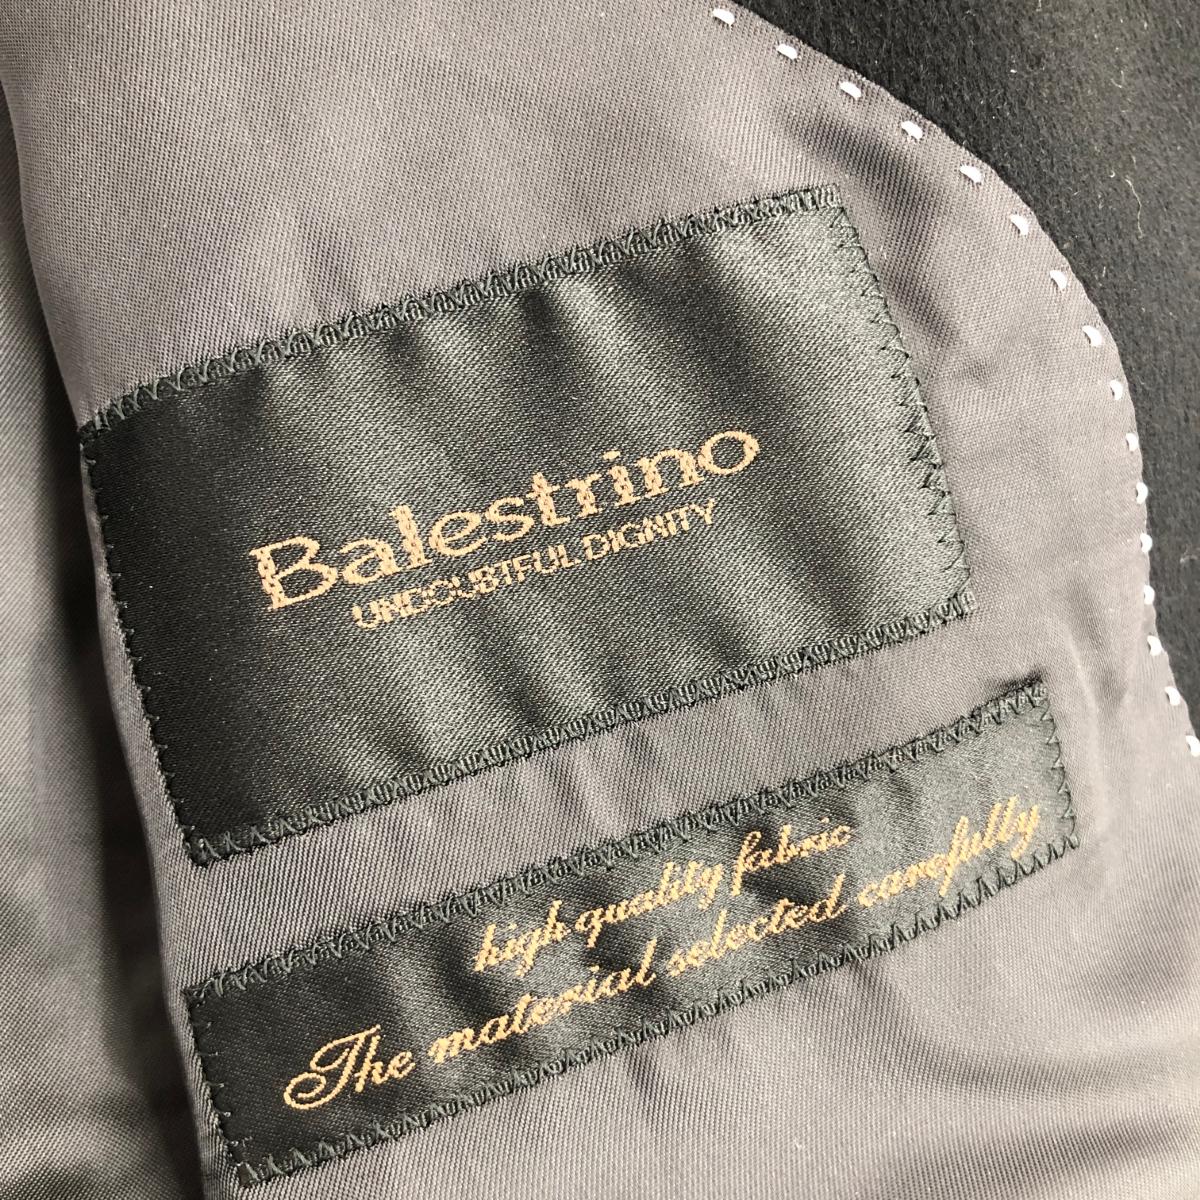 Balestrino
UNDOUBTFUL DIGNITY
high quality fabric
The material selected carefully